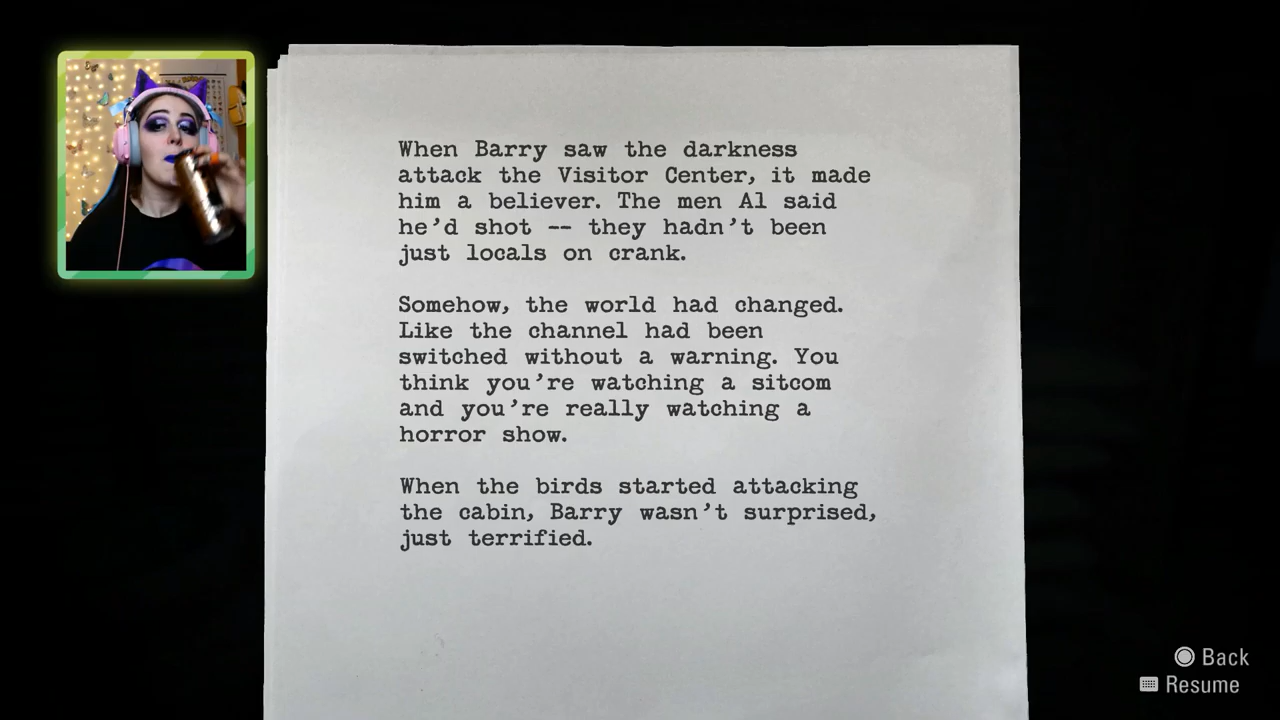 When Barry saw the darkness
attack the Visitor Center, it made
him a believer. The men Al said
he'd shot -- they hadn't been
just locals on crank.
Somehow, the world had changed.
Like the channel had been
switched without a warning. You
think you're watching a sitcom
and you're really watching a
horror show.
When the birds started attacking
the cabin, Barry wasn't surprised,
just terrified.
Back
Resume